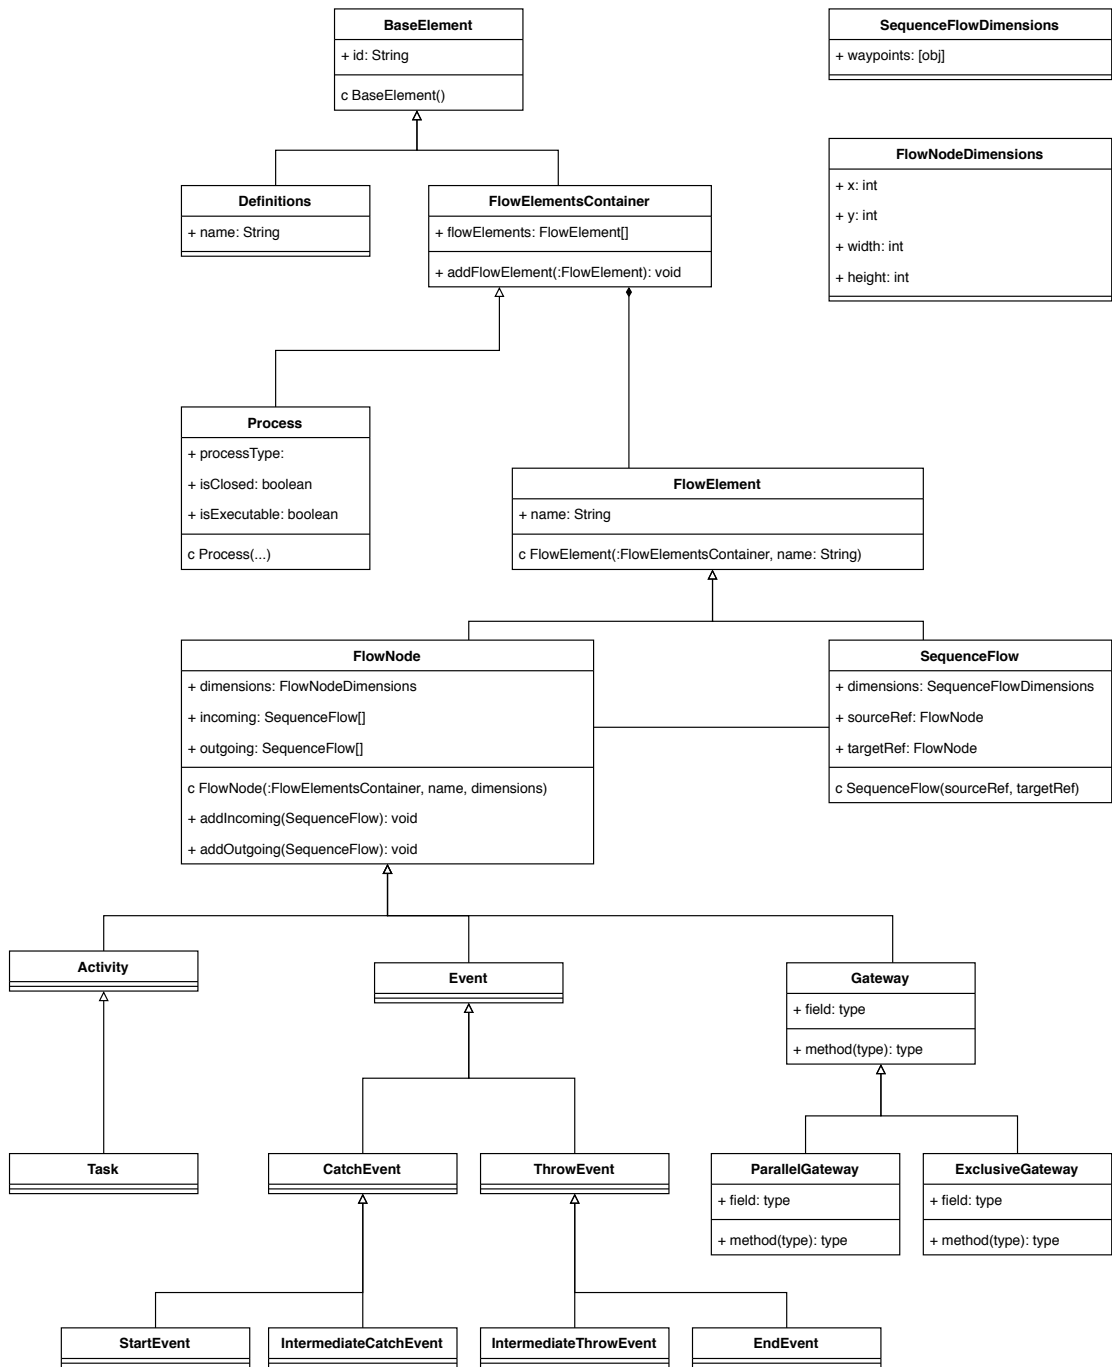 BaseElement
+ id: String
c BaseElement()
SequenceFlowDimensions
+ waypoints: [obj]
FlowNodeDimensions
+ x: int
+ y: int
+ width: int
+ height: int
Definitions
+ name: String
FlowElementsContainer
+ flowElements: FlowElement[]
+ addFlowElement(:FlowElement): void
Process
+ processType:
+ isClosed: boolean
+ isExecutable: boolean
c Process(...)
FlowElement
+ name: String
c FlowElement(:FlowElementsContainer, name: String)
FlowNode
+ dimensions: FlowNodeDimensions
+ incoming: SequenceFlow[]
+ outgoing: SequenceFlow[]
c FlowNode(:FlowElementsContainer, name, dimensions)
+ addIncoming(SequenceFlow): void
+ addOutgoing(SequenceFlow): void
SequenceFlow
+ dimensions: SequenceFlowDimensions
+ sourceRef: FlowNode
+ targetRef: FlowNode
c SequenceFlow(sourceRef, targetRef)
Activity
Event
Gateway
+ field: type
+ method(type): type
Task
CatchEvent
ThrowEvent
ParallelGateway
+ field: type
+ method(type): type
ExclusiveGateway
+ field: type
+ method(type): type
StartEvent
IntermediateCatchEvent
IntermediateThrowEvent
EndEvent